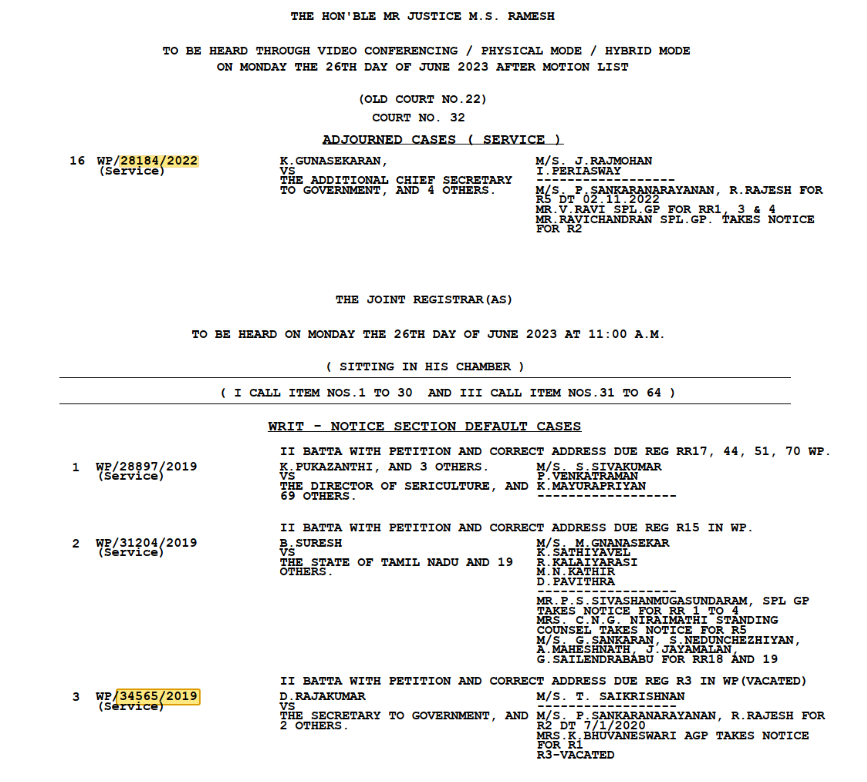 THE HON'BLE MR JUSTICE M.S. RAMESH
TO BE HEARD THROUGH VIDEO CONFERENCING / PHYSICAL MODE / HYBRID MODE
ON MONDAY THE 26TH DAY OF JUNE 2023 AFTER MOTION LIST
(OLD COURT NO.22)
COURT NO. 32
ADJOURNED CASES ( SERVICE )
16 WP/28184/2022 K.GUNASEKARAN, M/S. J.RAJMOHAN
(Service) VS I.PERIASWAY
THE ADDITIONAL CHIEF SECRETARY ------------------
TO GOVERNMENT, AND 4 OTHERS. M/S. P.SANKARANARAYANAN, R.RAJESH FOR
R5 DT 02.11.2022
MR.V.RAVI SPL.GP FOR RR1, 3 & 4
MR.RAVICHANDRAN SPL.GP. TAKES NOTICE
FOR R2
THE JOINT REGISTRAR(AS)
TO BE HEARD ON MONDAY THE 26TH DAY OF JUNE 2023 AT 11:00 A.M.
( SITTING IN HIS CHAMBER )
( I CALL ITEM NOS.1 TO 30 AND III CALL ITEM NOS.31 TO 64 )
WRIT - NOTICE SECTION DEFAULT CASES
II BATTA WITH PETITION AND CORRECT ADDRESS DUE REG RR17, 44, 51, 70 WP.
1 WP/28897/2019 K.PUKAZANTHI, AND 3 OTHERS. M/S. S.SIVAKUMAR
(Service) VS P.VENKATRAMAN
THE DIRECTOR OF SERICULTURE, AND K.MAYURAPRIYAN
69 OTHERS. ------------------
II BATTA WITH PETITION AND CORRECT ADDRESS DUE REG R15 IN WP.
2 WP/31204/2019 B.SURESH M/S. M.GNANASEKAR
(Service) VS K.SATHIYAVEL
THE STATE OF TAMIL NADU AND 19 R.KALAIYARASI
OTHERS. M.N.KATHIR
D.PAVITHRA
------------------
MR.P.S.SIVASHANMUGASUNDARAM, SPL GP
TAKES NOTICE FOR RR 1 TO 4
MRS. C.N.G. NIRAIMATHI STANDING
COUNSEL TAKES NOTICE FOR R5
M/S. G.SANKARAN, S.NEDUNCHEZHIYAN,
A.MAHESHNATH, J.JAYAMALAN,
G.SAILENDRABABU FOR RR18 AND 19
II BATTA WITH PETITION AND CORRECT ADDRESS DUE REG R3 IN WP(VACATED)
3 WP/34565/2019 D.RAJAKUMAR M/S. T. SAIKRISHNAN
(Service) VS ------------------
THE SECRETARY TO GOVERNMENT, AND M/S. P.SANKARANARAYANAN, R.RAJESH FOR
2 OTHERS. R2 DT 7/1/2020
MRS.K.BHUVANESWARI AGP TAKES NOTICE
FOR R1
R3-VACATED